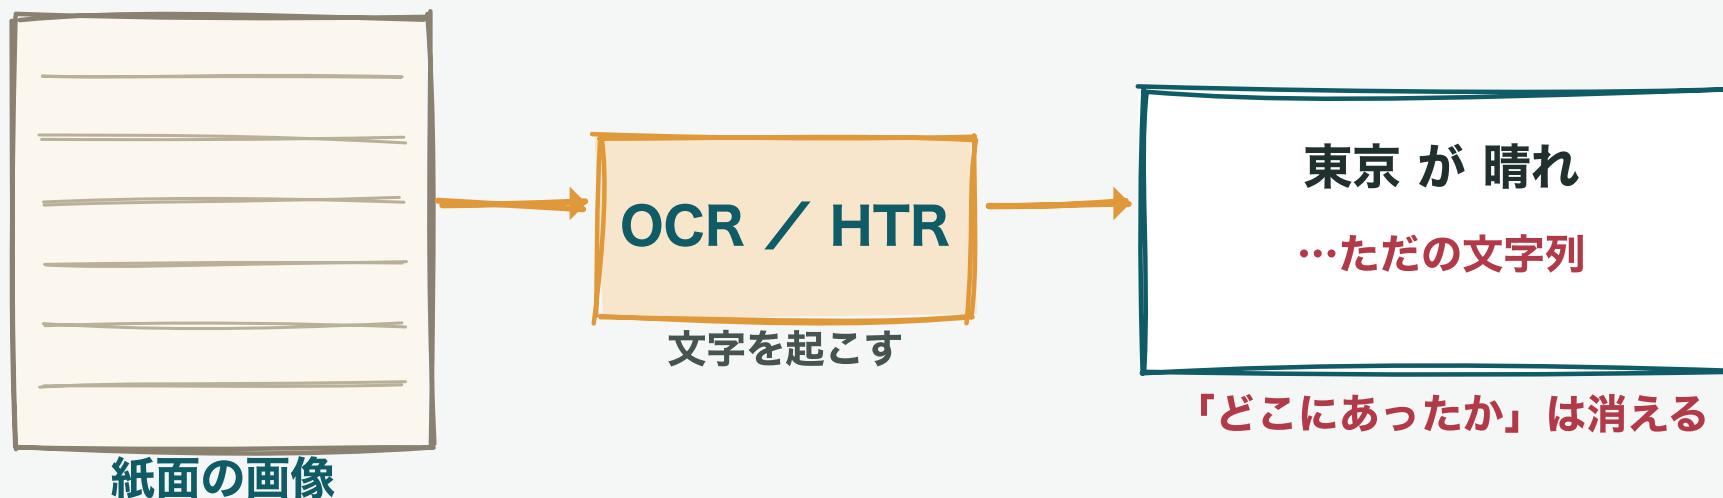 紙面の画像
OCR ／ HTR
文字を起こす
東京 が 晴れ
…ただの文字列
「どこにあったか」は消える